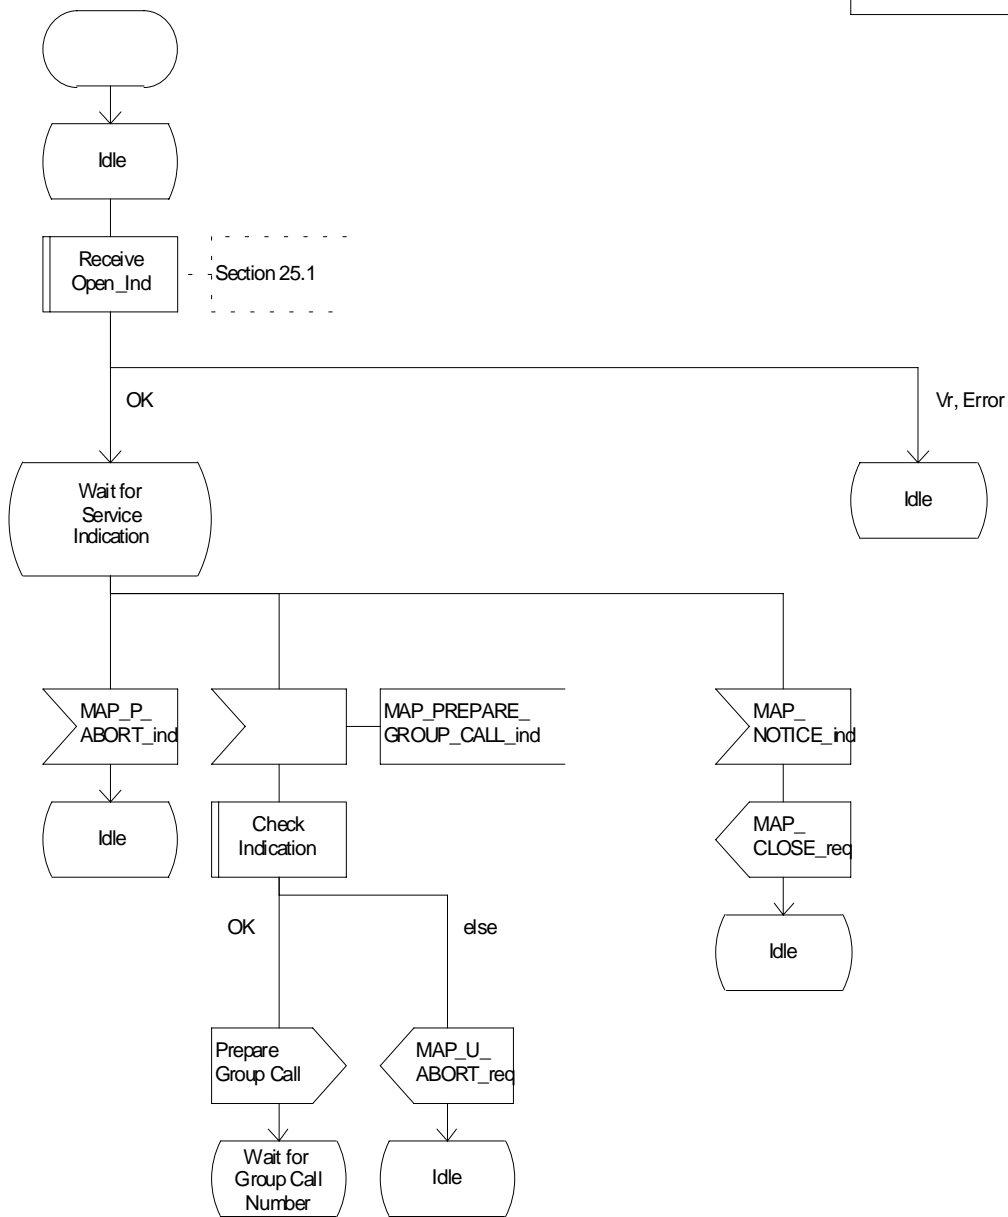 Idle
Receive
Open_Ind
Section 25.1
OK
Vr, Error
Wait for
Service
Indication
Idle
MAP_P_
ABORT_ind
MAP_PREPARE_
GROUP_CALL_ind
MAP_
NOTICE_ind
Idle
Check
Indication
MAP_
CLOSE_req
OK
else
Idle
Prepare
Group Call
MAP_U_
ABORT_req
Wait for
Group Call
Number
Idle